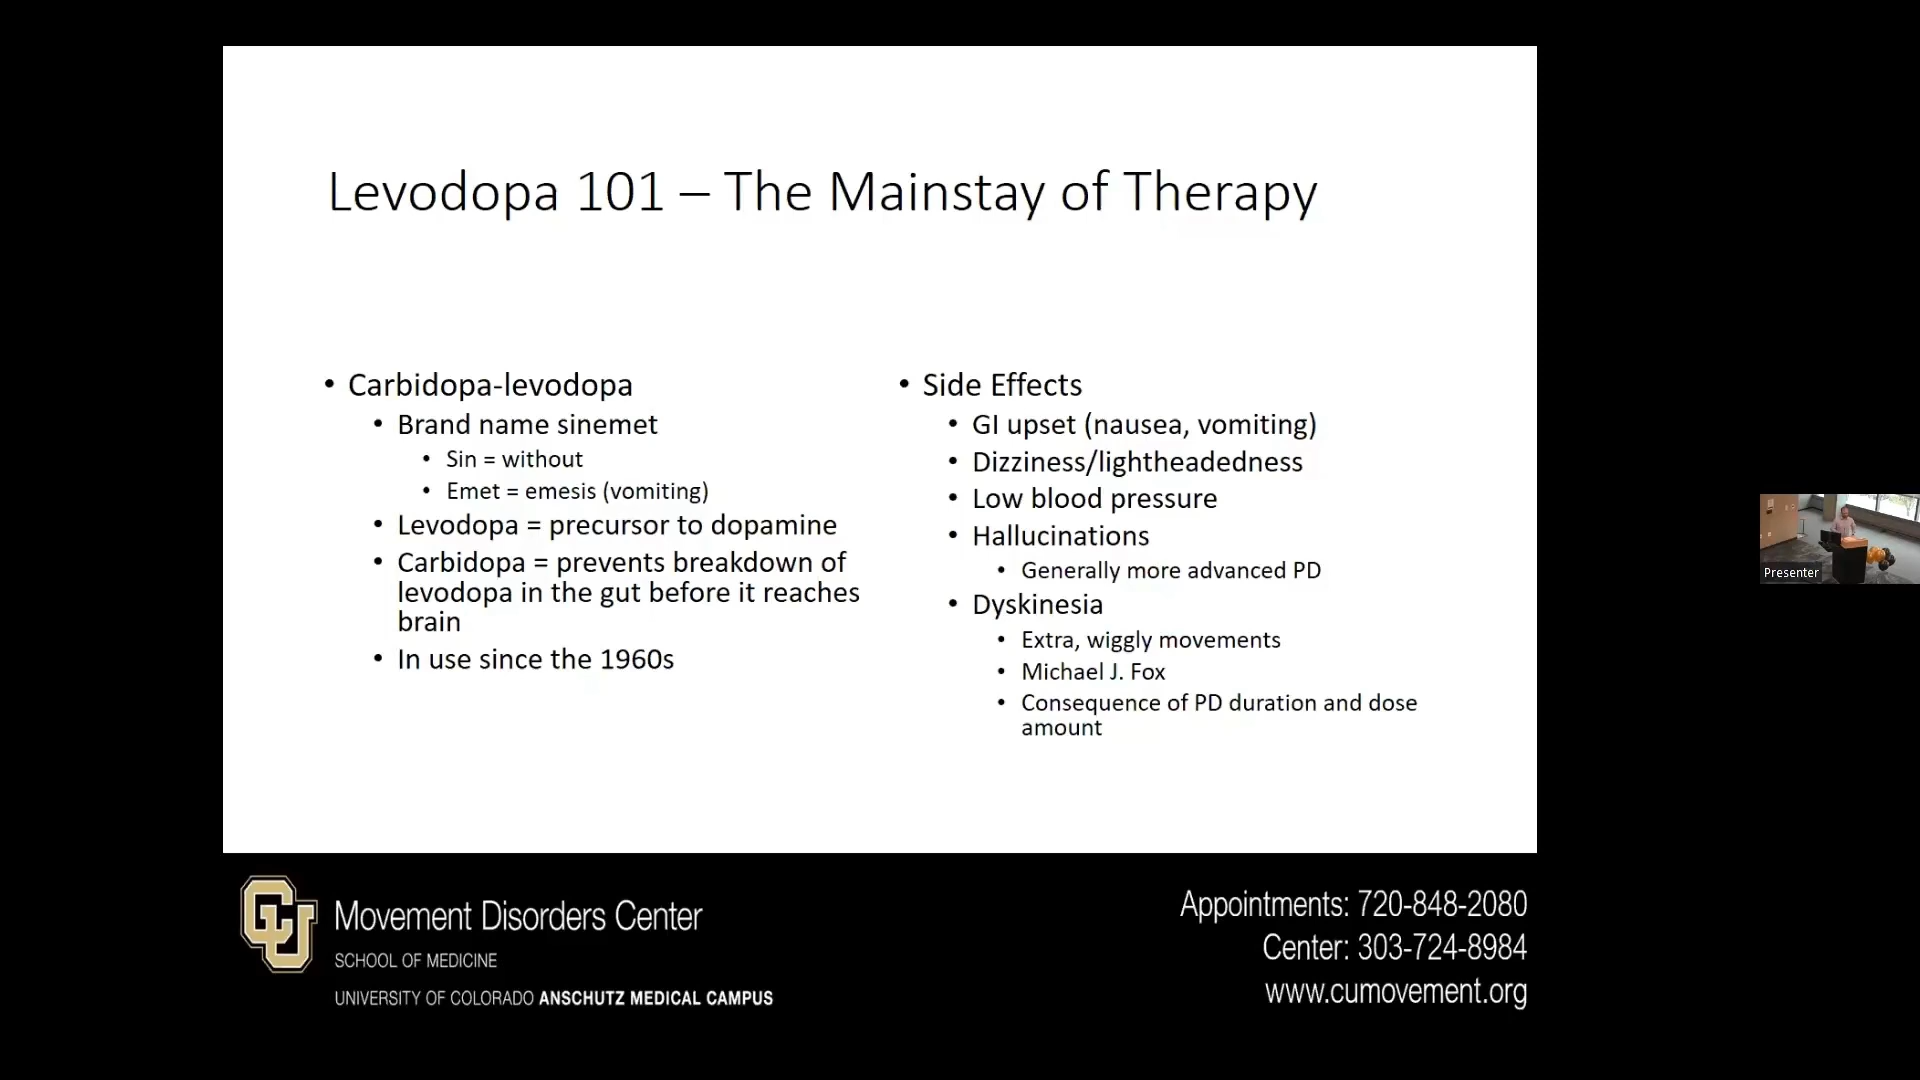 Levodopa 101 – The Mainstay of Therapy
• Carbidopa-levodopa
• Brand name sinemet
• Sin = without
• Emet = emesis (vomiting)
• Levodopa = precursor to dopamine
• Carbidopa = prevents breakdown of
levodopa in the gut before it reaches
brain
• In use since the 1960s
• Side Effects
• GI upset (nausea, vomiting)
• Dizziness/lightheadedness
• Low blood pressure
• Hallucinations
• Generally more advanced PD
• Dyskinesia
• Extra, wiggly movements
• Michael J. Fox
• Consequence of PD duration and dose
amount
Presenter
CU
Movement Disorders Center
SCHOOL OF MEDICINE
UNIVERSITY OF COLORADO ANSCHUTZ MEDICAL CAMPUS
Appointments: 720-848-2080
Center: 303-724-8984
www.cumovement.org